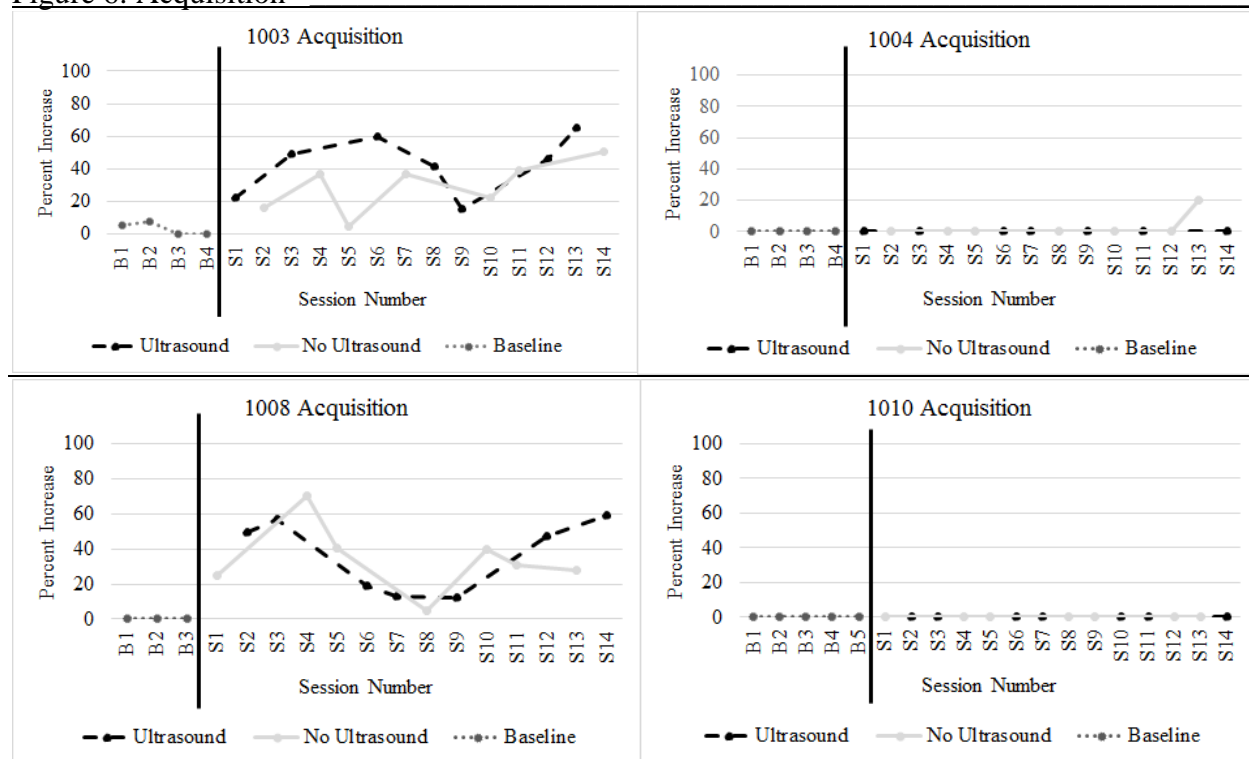 Figure 6. Acquisition
1003 Acquisition
100
80
60
40
20
0
Percent Increase
B1 B2 B3 B4 S1 S2 S3 S4 S5 S6 S7 S8 S9 S10 S11 S12 S13 S14
Session Number
Ultrasound No Ultrasound Baseline
1004 Acquisition
100
80
60
40
20
0
Percent Increase
B1 B2 B3 B4 S1 S2 S3 S4 S5 S6 S7 S8 S9 S10 S11 S12 S13 S14
Session Number
Ultrasound No Ultrasound Baseline
1008 Acquisition
100
80
60
40
20
0
Percent Increase
B1 B2 B3 S1 S2 S3 S4 S5 S6 S7 S8 S9 S10 S11 S12 S13 S14
Session Number
Ultrasound No Ultrasound Baseline
1010 Acquisition
100
80
60
40
20
0
Percent Increase
B1 B2 B3 B4 B5 S1 S2 S3 S4 S5 S6 S7 S8 S9 S10 S11 S12 S13 S14
Session Number
Ultrasound No Ultrasound Baseline